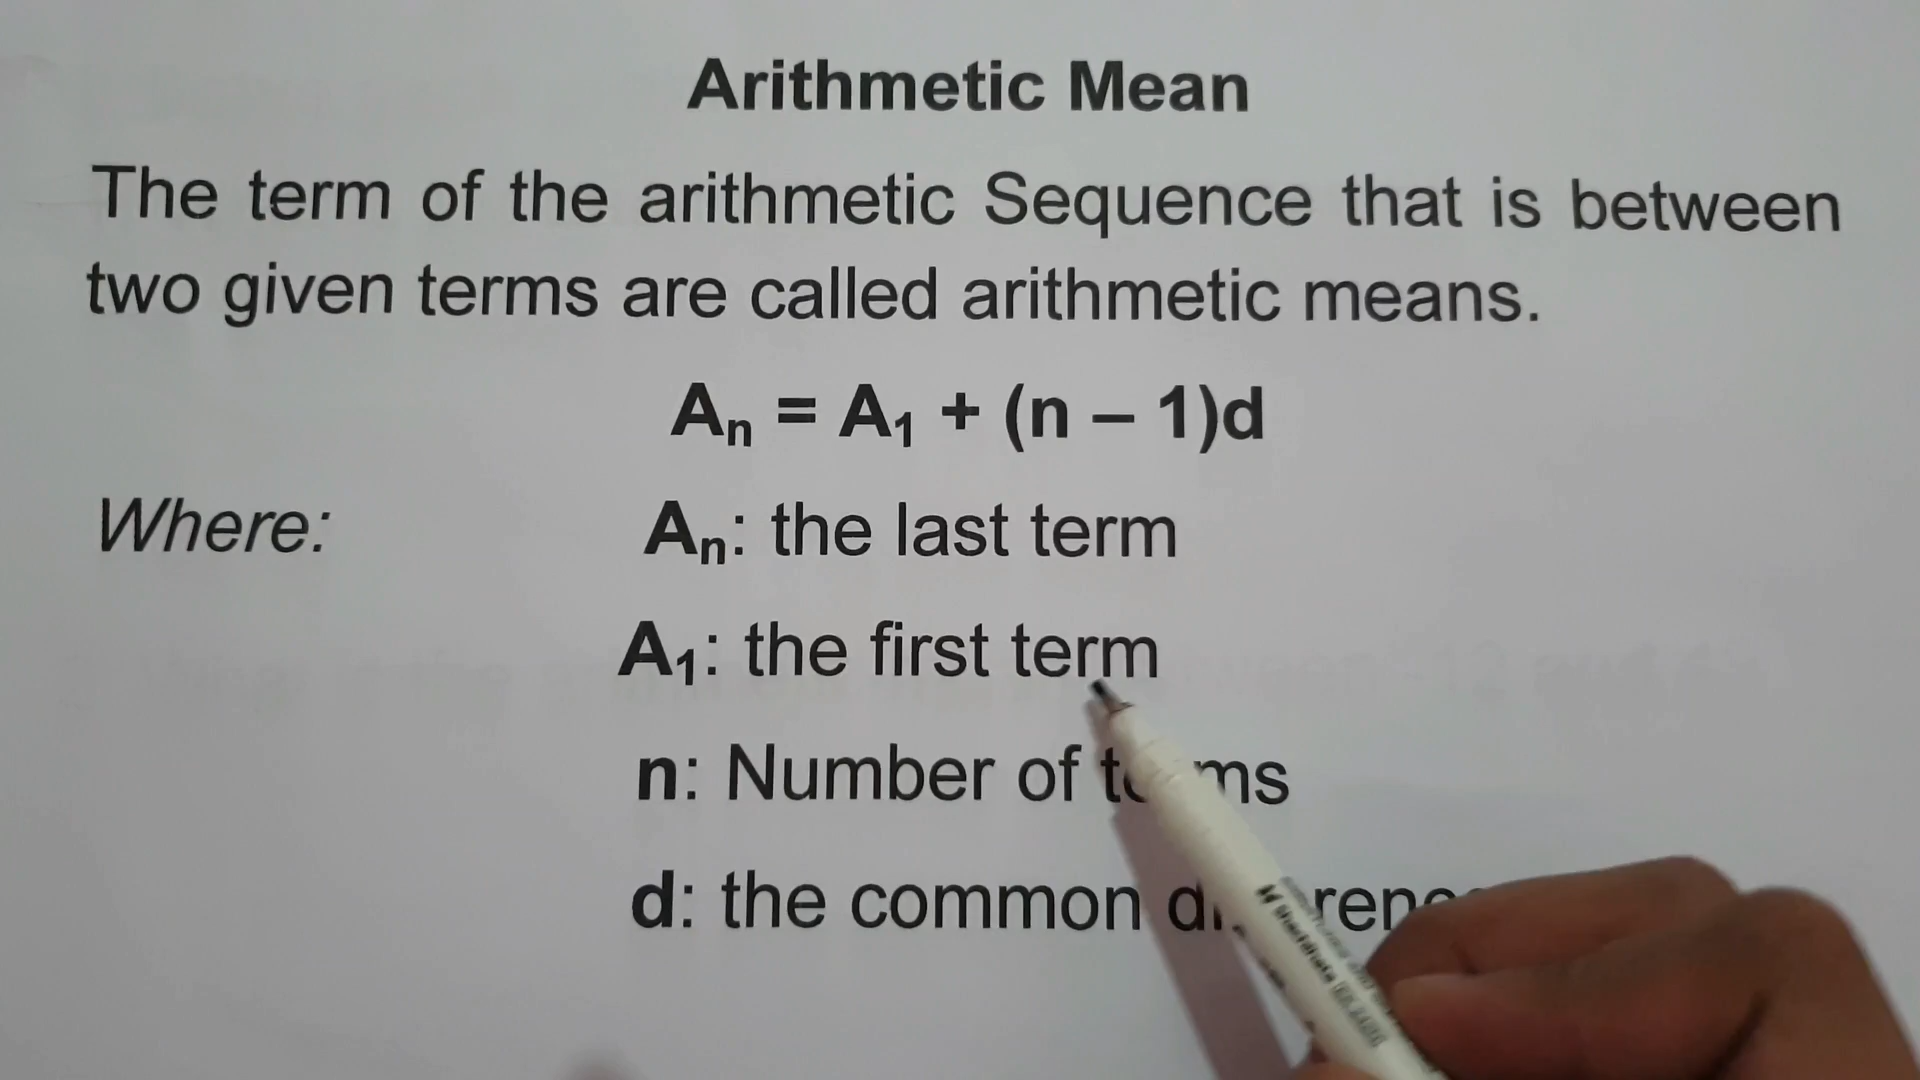 Arithmetic Mean
The term of the arithmetic Sequence that is between
two given terms are called arithmetic means.
Aₙ = A₁ + (n – 1)d
Where: Aₙ: the last term
A₁: the first term
n: Number of
d: the common